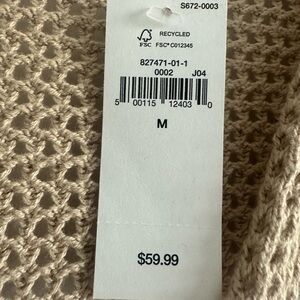 S672-0003
RECYCLED
FSC FSC® C012345
827471-01-1
0002 J04
5 00115 12403 0
M
$59.99